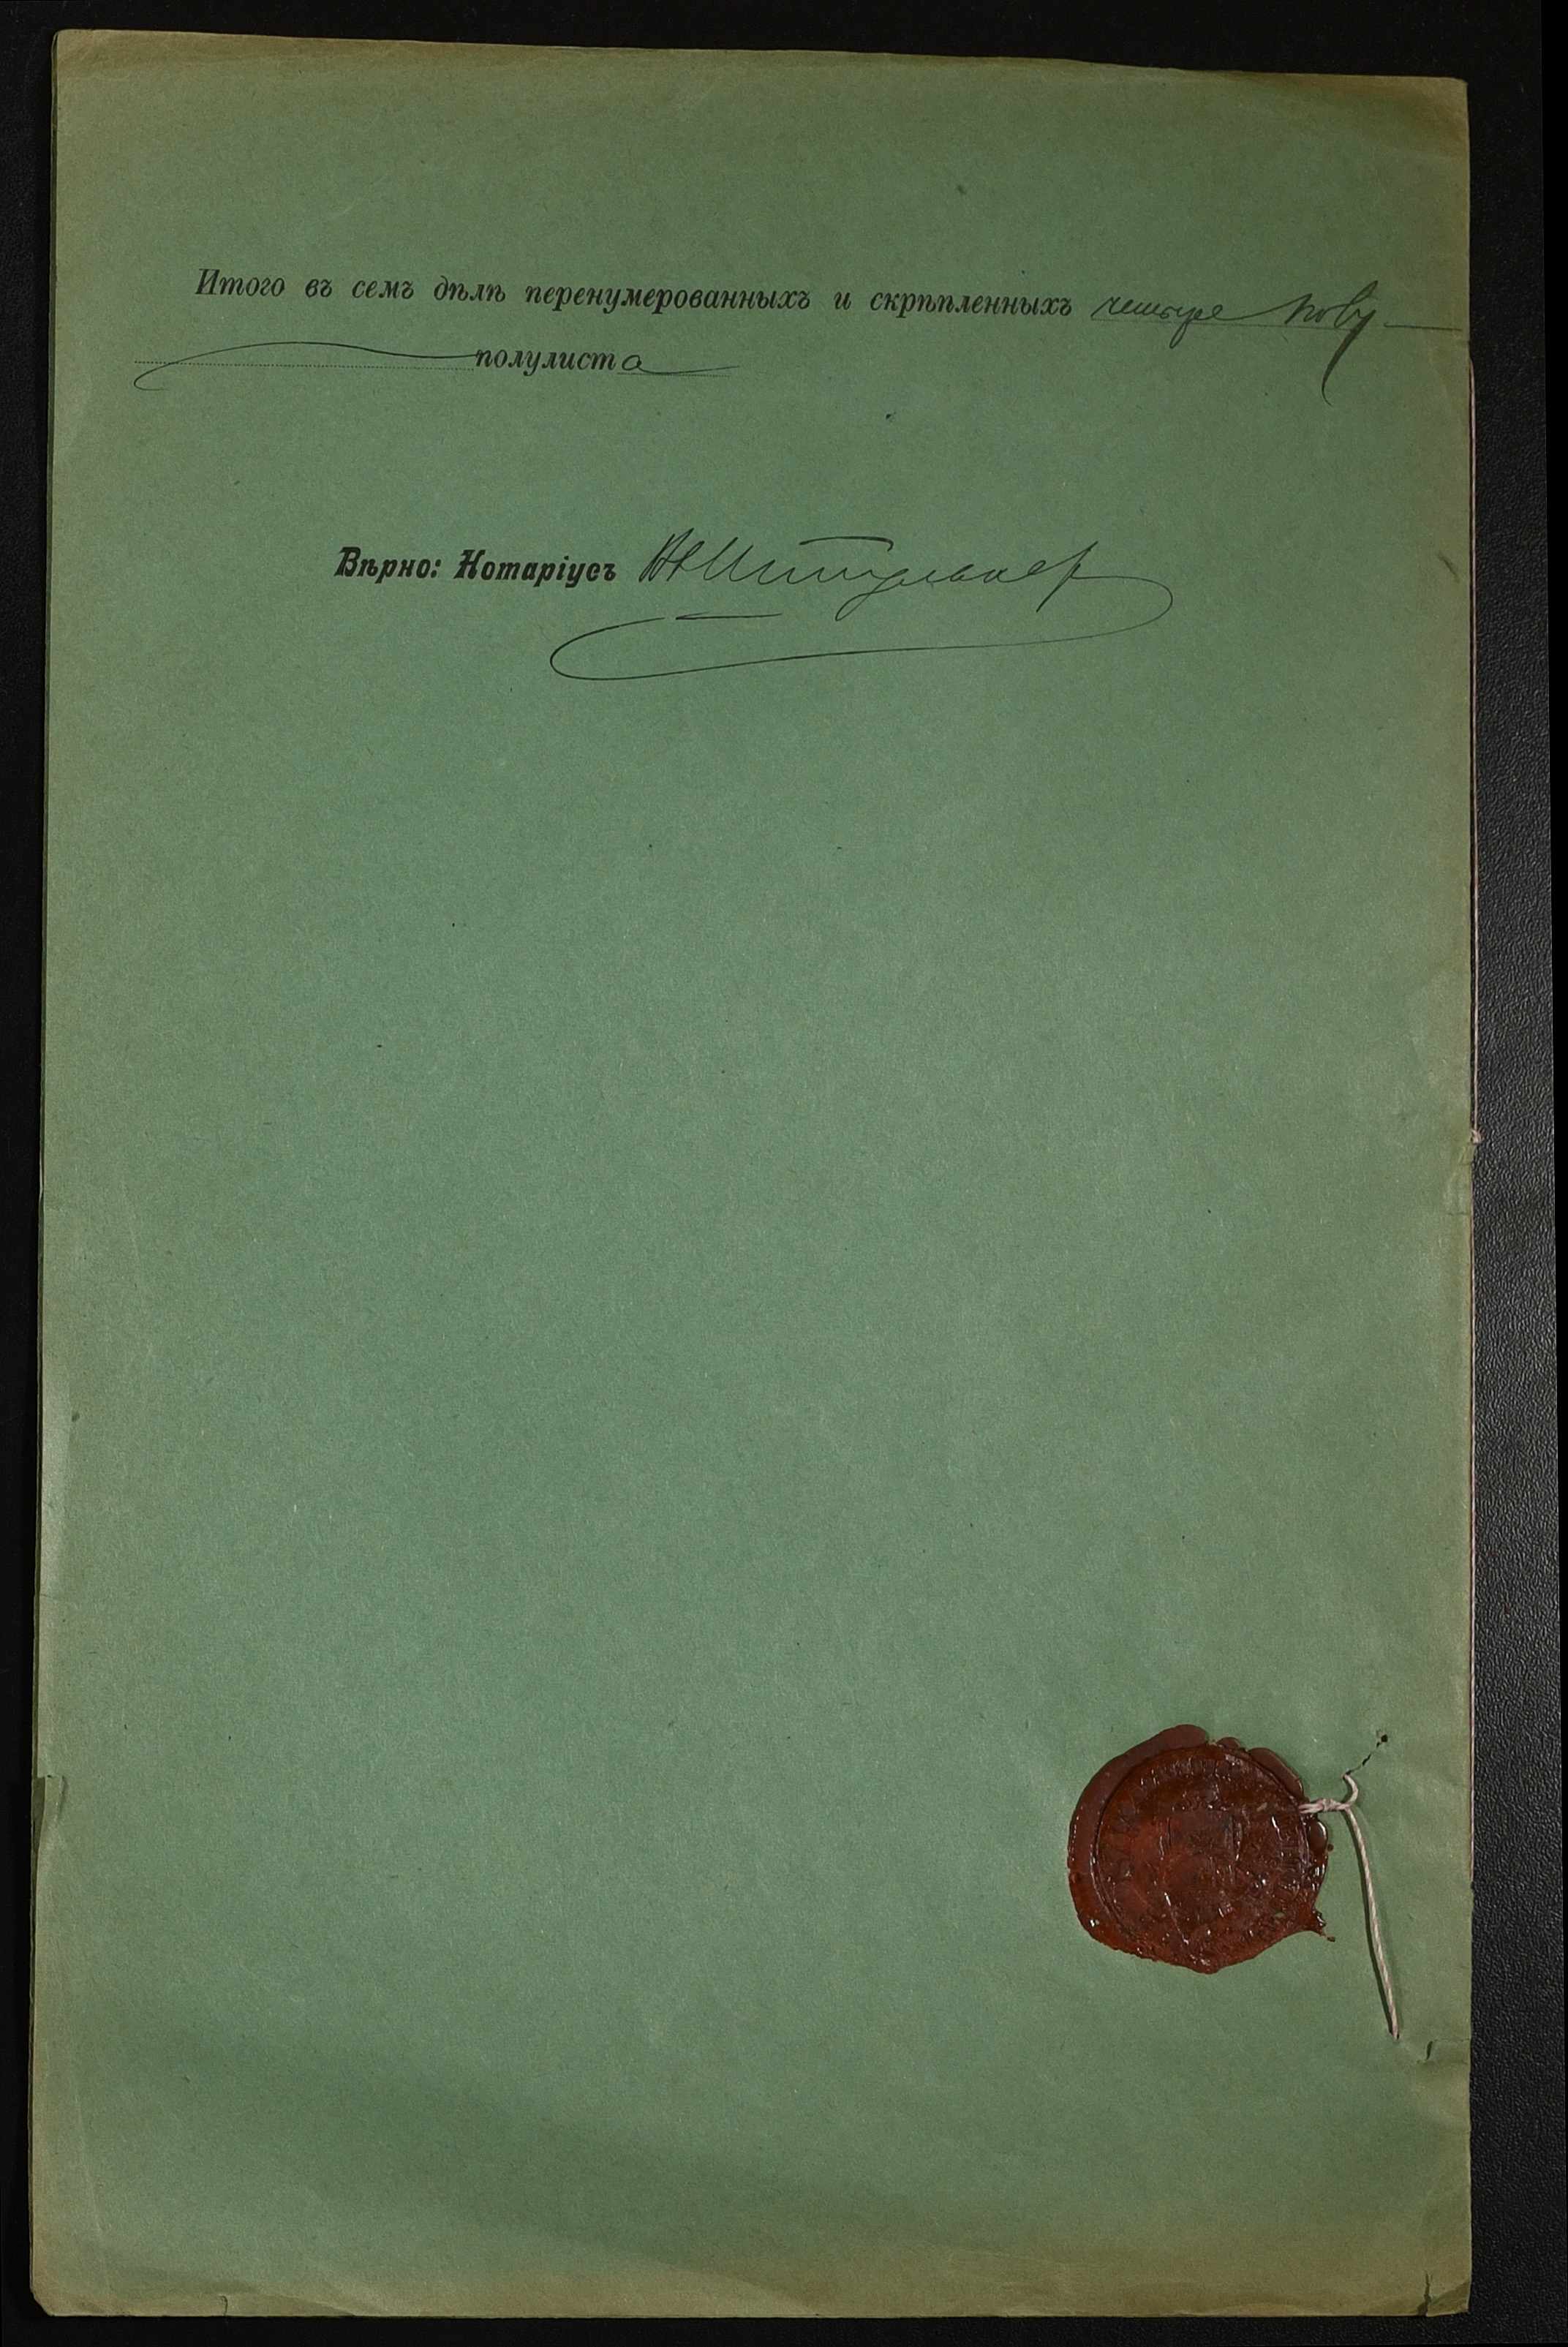 Итого въ семъ дѣлѣ перенумерованныхъ и скрѣпленныхъ четыре
полулиста
Вѣрно: Нотаріусъ